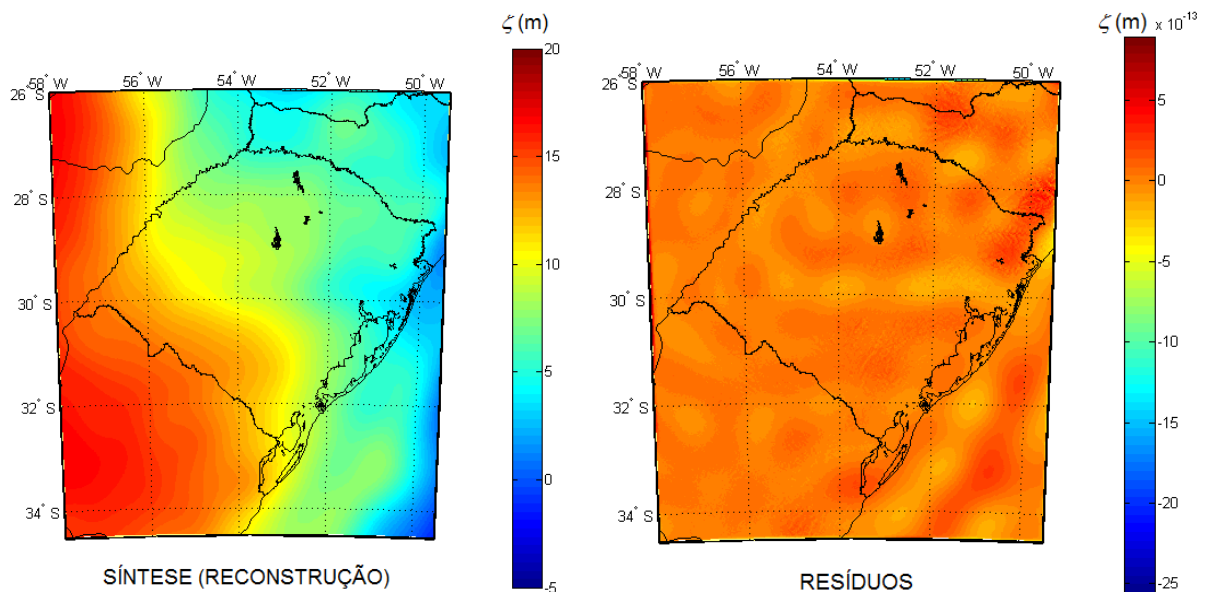 ζ (m)
58° W
56° W
54° W
52° W
50° W
26° S
28° S
30° S
32° S
34° S
20
15
10
5
0
-5
SÍNTESE (RECONSTRUÇÃO)
ζ (m) x 10-13
58° W
56° W
54° W
52° W
50° W
26° S
28° S
30° S
32° S
34° S
5
0
-5
-10
-15
-20
-25
RESÍDUOS